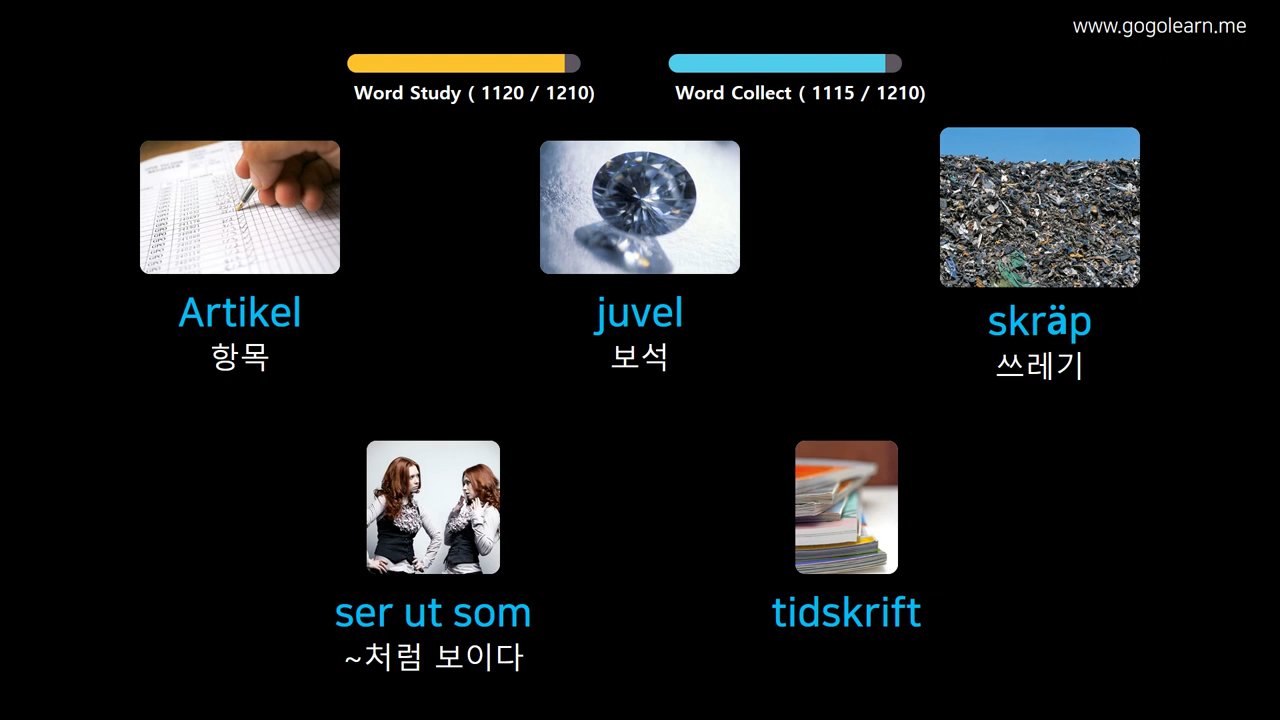 www.gogolearn.me
Word Study ( 1120 / 1210)
Word Collect ( 1115 / 1210)
Artikel
항목
juvel
보석
skräp
쓰레기
ser ut som
~처럼 보이다
tidskrift